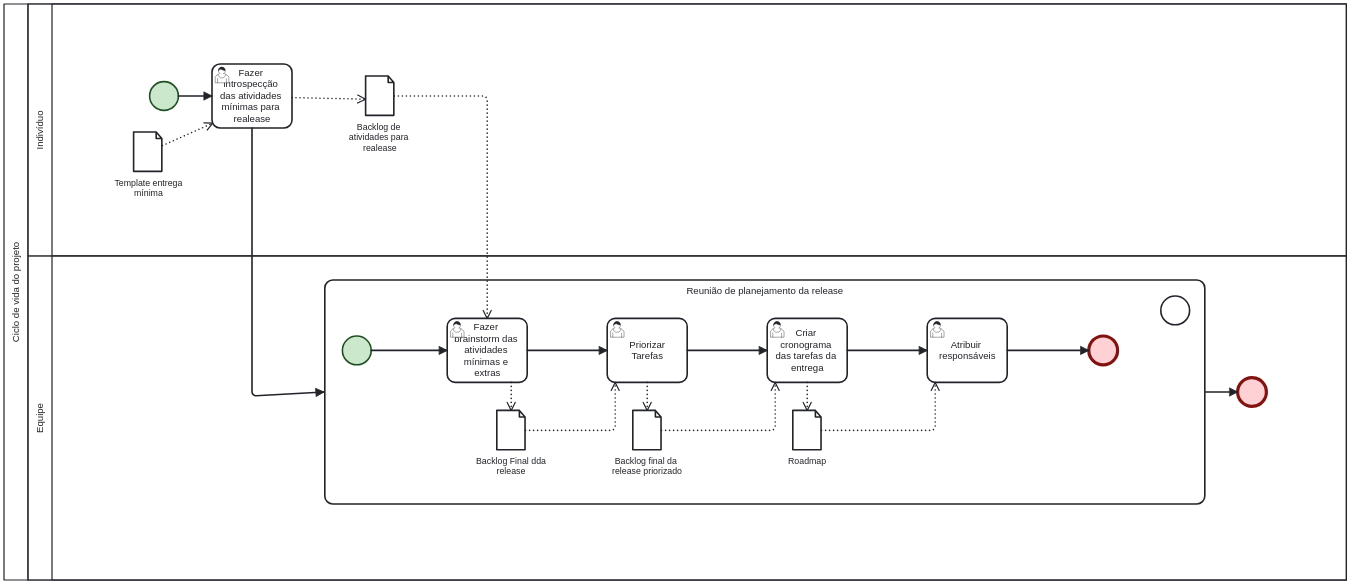 Ciclo de vida do projeto
Indivíduo
Fazer
introspecção
das atividades
mínimas para
realease
Template entrega
mínima
Backlog de
atividades para
realease
Equipe
Reunião de planejamento da release
Fazer
brainstorm das
atividades
mínimas e
extras
Priorizar
Tarefas
Criar
cronograma
das tarefas da
entrega
Atribuir
responsáveis
Backlog Final dda
release
Backlog final da
release priorizado
Roadmap